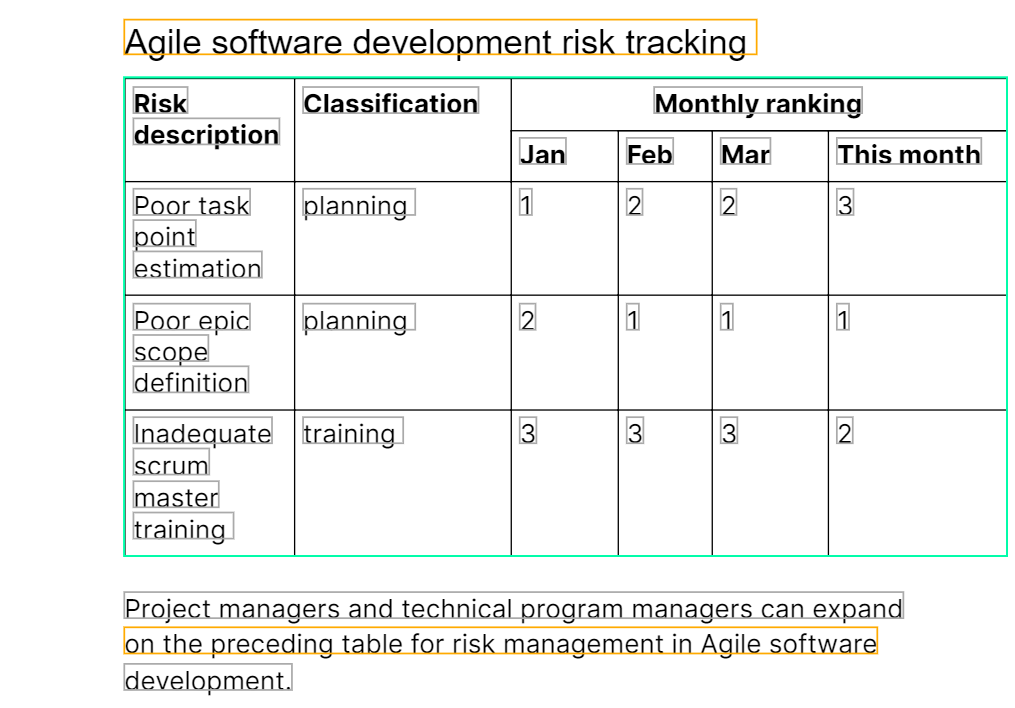 Agile software development risk tracking
Risk Classification Monthly ranking
description
Jan Feb Mar This month
Poor task planning 1 2 2 3
point
estimation
Poor epic planning 2 1 1 1
scope
definition
Inadequate training 3 3 3 2
scrum
master
training
Project managers and technical program managers can expand
on the preceding table for risk management in Agile software
development.